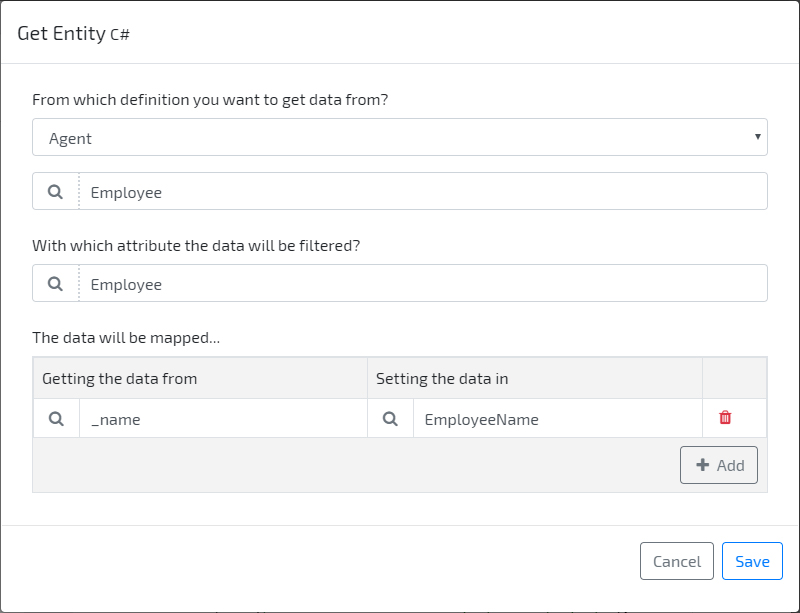 Get Entity C#
From which definition you want to get data from?
Agent
Employee
With which attribute the data will be filtered?
Employee
The data will be mapped...
Getting the data from Setting the data in
_name EmployeeName
Add
Cancel Save